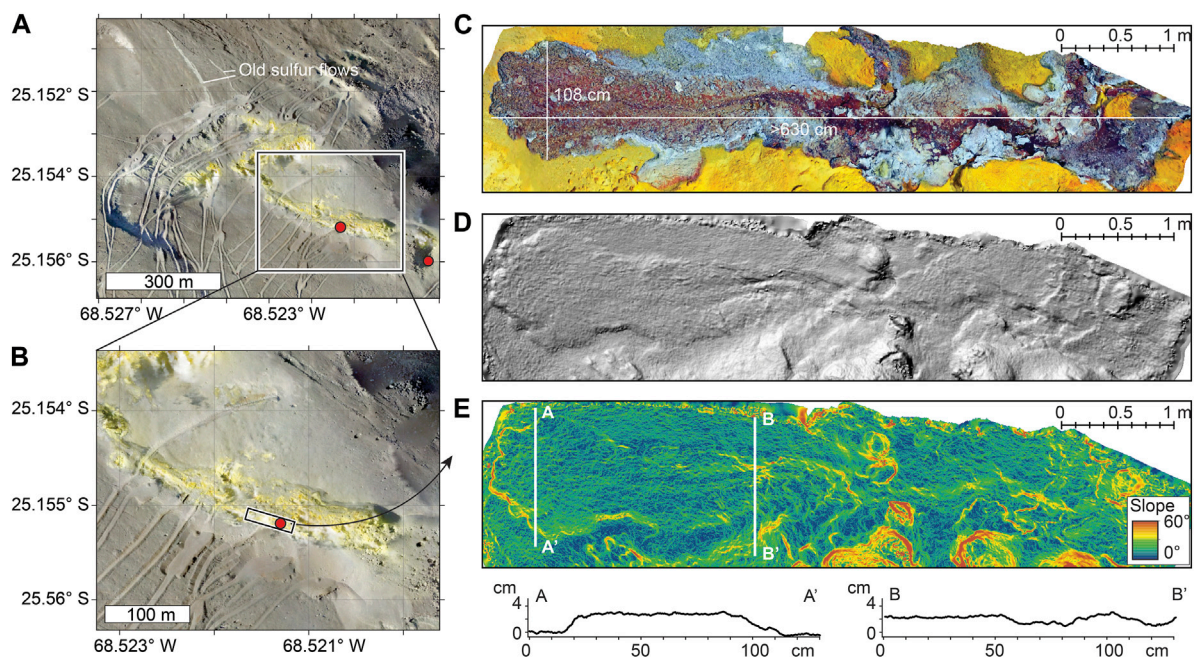 A
Old sulfur flows
25.152° S
25.154° S
25.156° S
300 m
68.527° W
68.523° W
B
25.154° S
25.155° S
25.56° S
100 m
68.523° W
68.521° W
C
0 0.5 1 m
108 cm
>630 cm
D
0 0.5 1 m
E
0 0.5 1 m
A
B
A'
B'
Slope
60°
0°
cm A A'
4
0
0 50 100 cm
cm B B'
4
0
0 50 100 cm